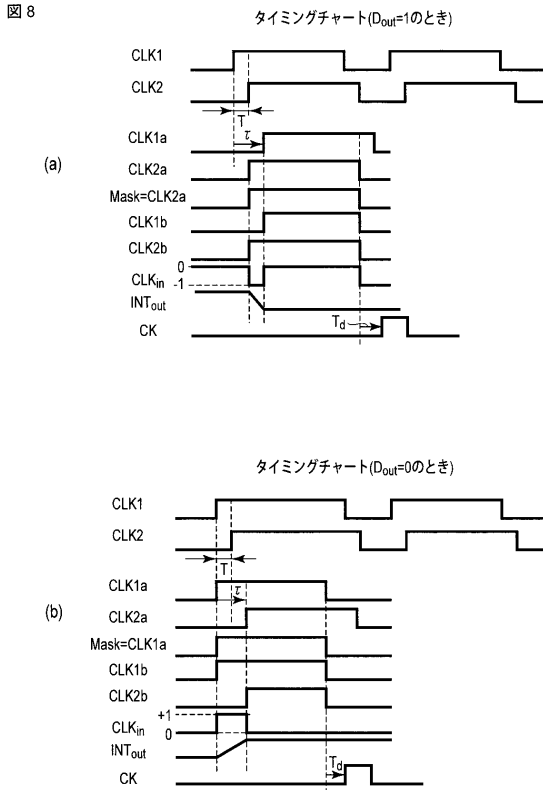 図8
タイミングチャート(Dout=1のとき)
CLK1
CLK2
T
τ
CLK1a
(a)
CLK2a
Mask=CLK2a
CLK1b
CLK2b
0
CLKin
-1
INTout
Td
CK
タイミングチャート(Dout=0のとき)
CLK1
CLK2
T
CLK1a
τ
(b)
CLK2a
Mask=CLK1a
CLK1b
CLK2b
+1
CLKin
0
INTout
Td
CK